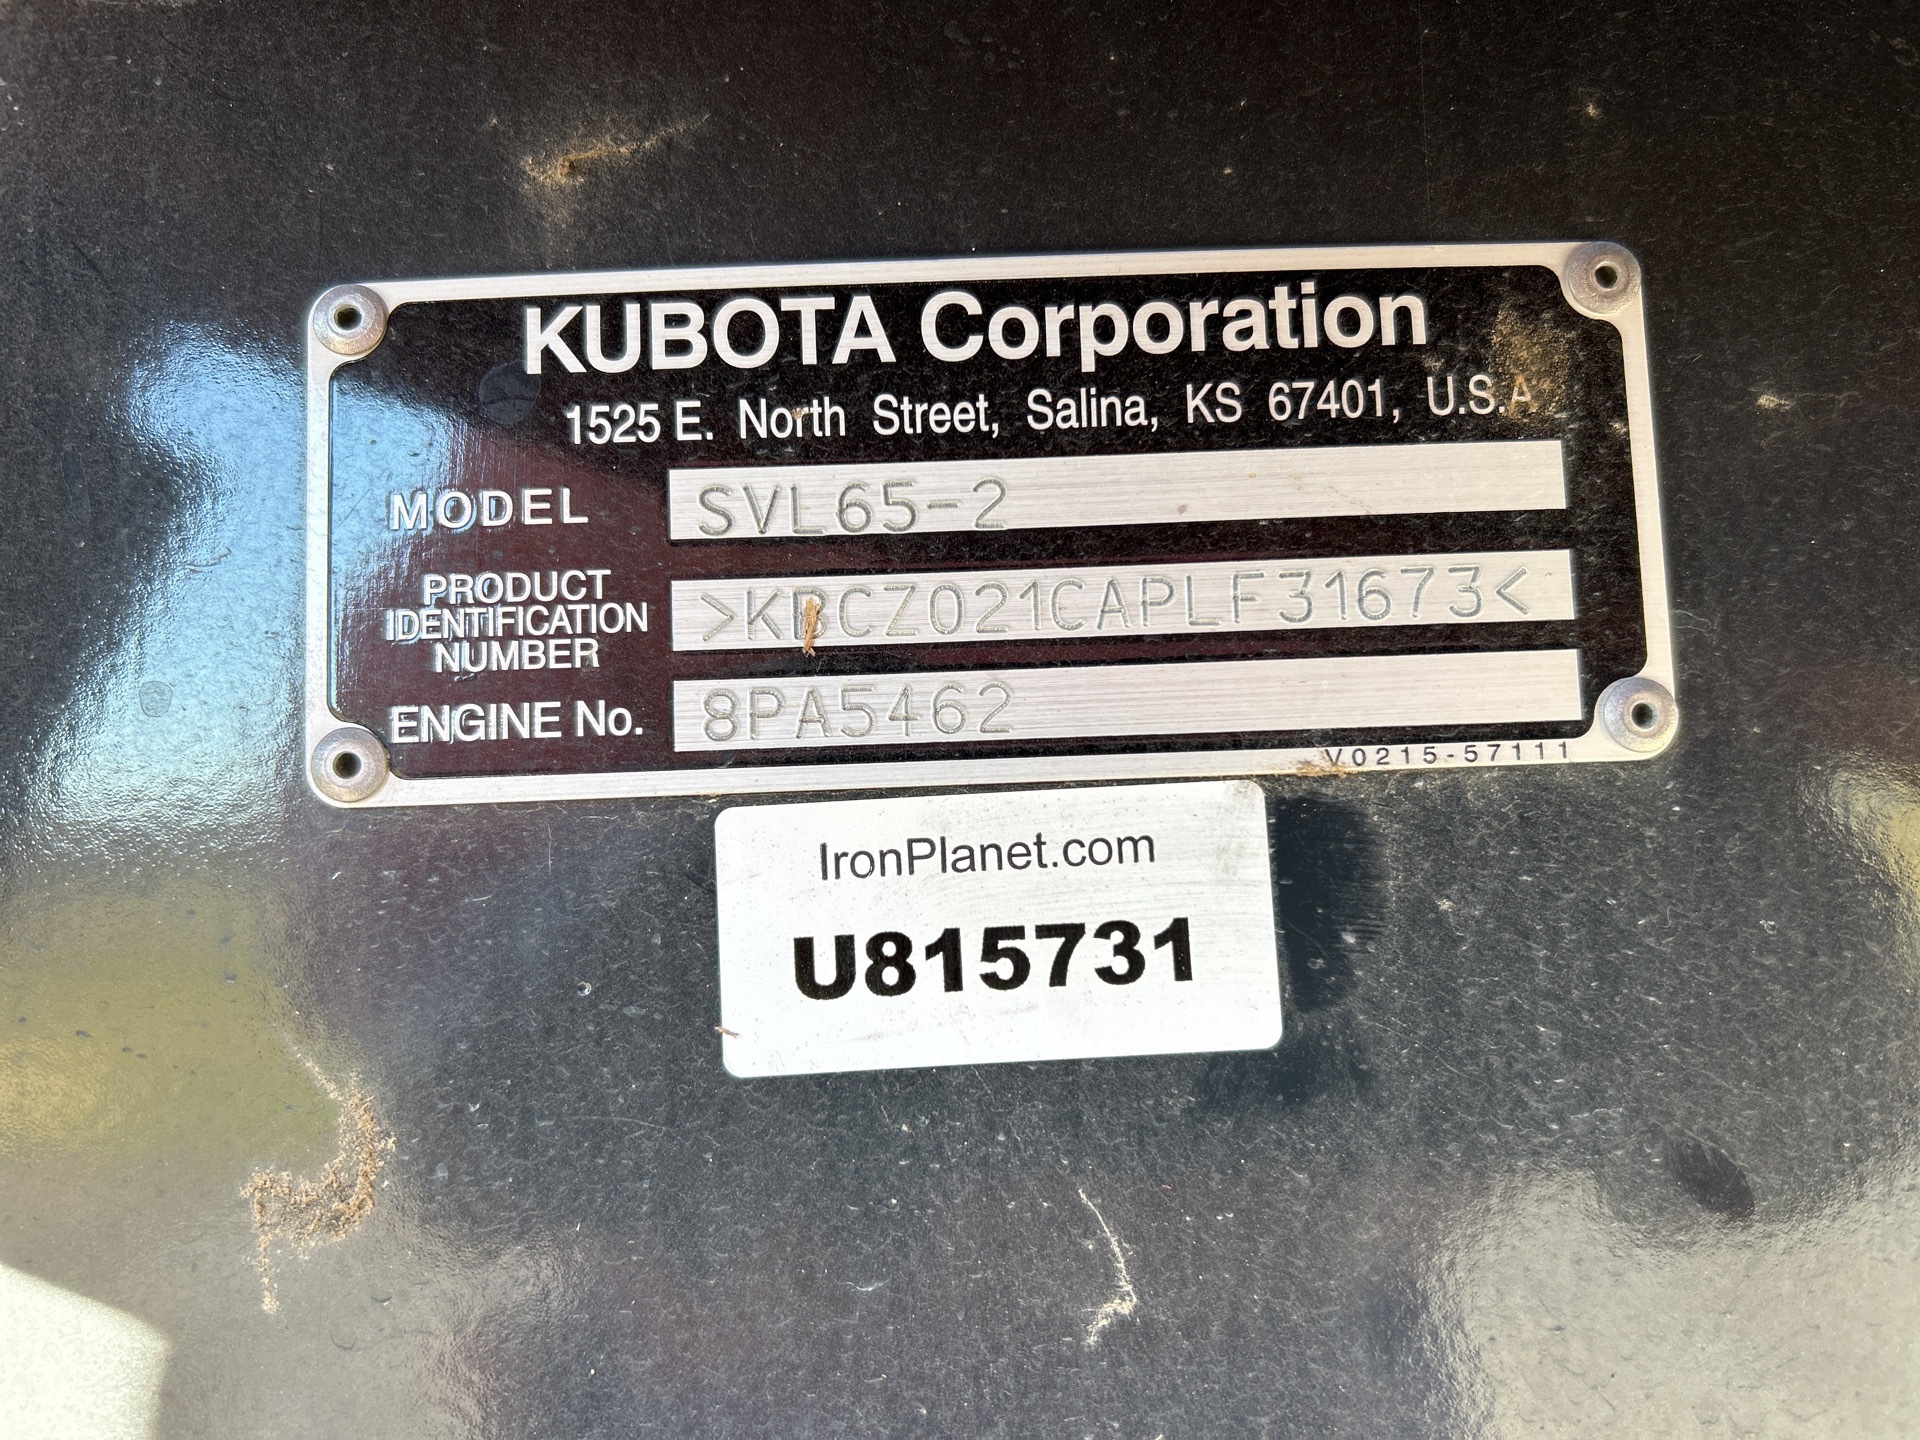 KUBOTA Corporation
1525 E. North Street, Salina, KS 67401, U.S.A
MODEL SVL65-2
PRODUCT IDENTIFICATION NUMBER >KBCZ021CAPLF31673<
ENGINE No. 8PA5462
V0215-57111
IronPlanet.com
U815731